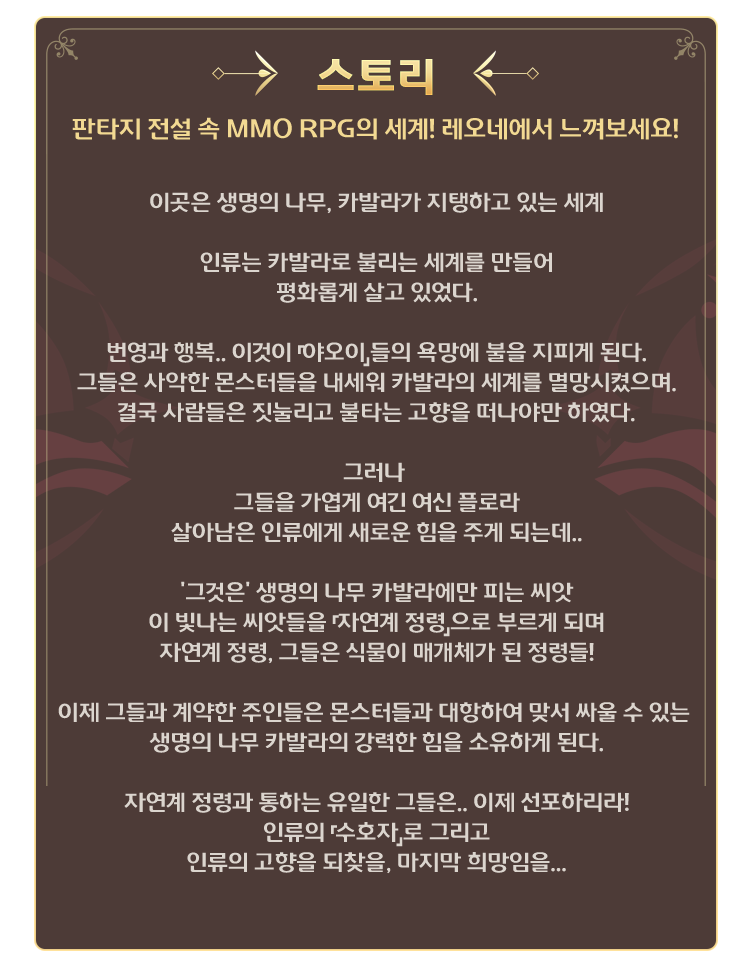 스토리
판타지 전설 속 MMO RPG의 세계! 레오네에서 느껴보세요!
이곳은 생명의 나무, 카발라가 지탱하고 있는 세계
인류는 카발라로 불리는 세계를 만들어
평화롭게 살고 있었다.
번영과 행복.. 이것이 「야오이」들의 욕망에 불을 지피게 된다.
그들은 사악한 몬스터들을 내세워 카발라의 세계를 멸망시켰으며.
결국 사람들은 짓눌리고 불타는 고향을 떠나야만 하였다.
그러나
그들을 가엽게 여긴 여신 플로라
살아남은 인류에게 새로운 힘을 주게 되는데..
'그것은' 생명의 나무 카발라에만 피는 씨앗
이 빛나는 씨앗들을 「자연계 정령」으로 부르게 되며
자연계 정령, 그들은 식물이 매개체가 된 정령들!
이제 그들과 계약한 주인들은 몬스터들과 대항하여 맞서 싸울 수 있는
생명의 나무 카발라의 강력한 힘을 소유하게 된다.
자연계 정령과 통하는 유일한 그들은.. 이제 선포하리라!
인류의 「수호자」로 그리고
인류의 고향을 되찾을, 마지막 희망임을...